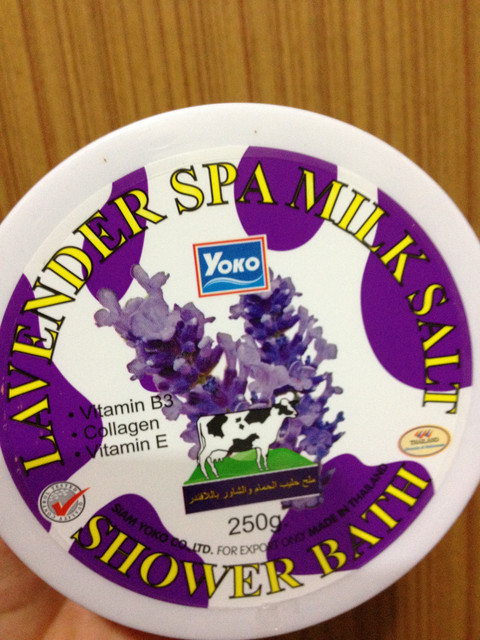 LAVENDER SPA MILK SALT
YOKO
• Vitamin B3
• Collagen
• Vitamin E
THAILAND
ملح حليب الحمام والشاور باللافندر
250g.
SIAM YOKO CO., LTD. FOR EXPORT ONLY MADE IN THAILAND
SHOWER BATH